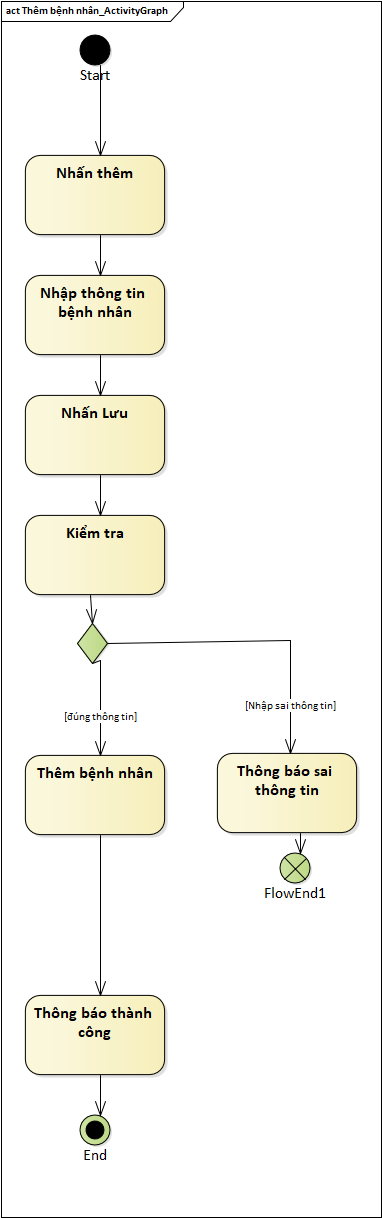 act Thêm bệnh nhân_ActivityGraph
Start
Nhấn thêm
Nhập thông tin
bệnh nhân
Nhấn Lưu
Kiểm tra
[đúng thông tin]
[Nhập sai thông tin]
Thêm bệnh nhân
Thông báo sai
thông tin
FlowEnd1
Thông báo thành
công
End